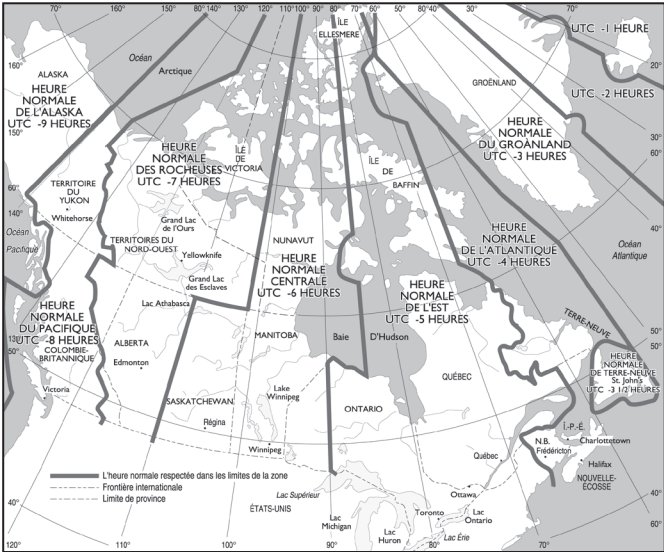 160°
150°
80°140°
120°
110°
100°
90°
80°
70°
60°
50°
80°40°
30°
70°
ÎLE
ELLESMERE
UTC -1 HEURE
160°
Océan
Arctique
20°
ALASKA
HEURE
NORMALE
DE L'ALASKA
UTC -9 HEURES
GROËNLAND
UTC -2 HEURES
HEURE
NORMALE
DU GROÀNLAND
UTC -3 HEURES
150°
30°
60°
HEURE
NORMALE
DES ROCHEUSES
UTC -7 HEURES
ÎLE
DE
VICTORIA
ÎLE
DE
BAFFIN
60°
140°
TERRITOIRE
DU
YUKON
Whitehorse
40°
Océan
Pacifique
Grand Lac
de l'Ours
TERRITOIRES DU
NORD-OUEST
Yellowknife
Grand Lac
des Esclaves
NUNAVUT
HEURE
NORMALE
CENTRALE
UTC -6 HEURES
HEURE
NORMALE
DE L'ATLANTIQUE
UTC -4 HEURES
Océan
Atlantique
HEURE
NORMALE
DE L'EST
UTC -5 HEURES
HEURE
NORMALE
DU PACIFIQUE
UTC -8 HEURES
COLOMBIE-
BRITANNIQUE
Lac Athabasca
TERRE-NEUVE
130°
50°
ALBERTA
Edmonton
MANITOBA
Baie
D'Hudson
50°
50°
HEURE
NORMALE
DE TERRE-NEUVE
St. John's
UTC -3 1/2 HEURES
Victoria
SASKATCHEWAN
Régina
Lake
Winnipeg
Winnipeg
ONTARIO
QUÉBEC
Î.-P.-É.
Charlottetown
N.B.
Frédéricton
Halifax
NOUVELLE-
ÉCOSSE
Québec
L'heure normale respectée dans les limites de la zone
Frontière internationale
Limite de province
Lac Supérieur
ÉTATS-UNIS
Ottawa
Toronto
Lac
Ontario
Lac Érie
Lac
Michigan
Lac
Huron
40°
40°
60°
120°
110°
100°
90°
80°
70°